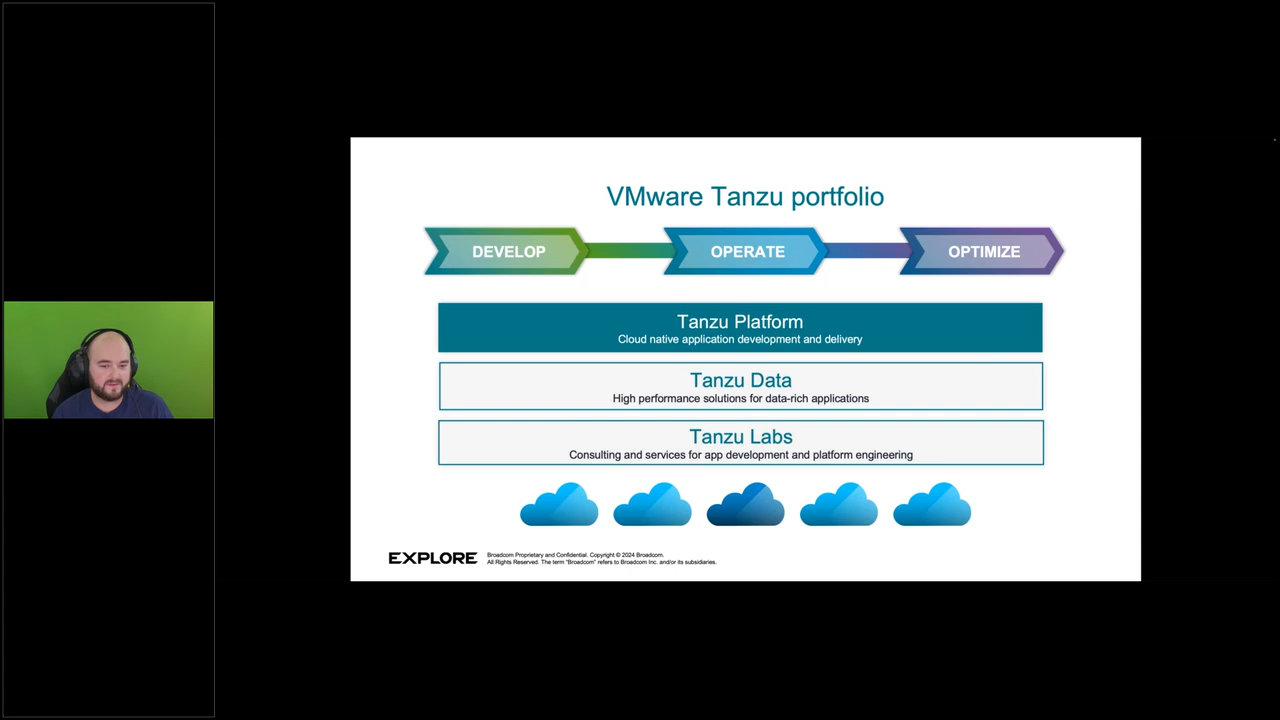 VMware Tanzu portfolio
DEVELOP
OPERATE
OPTIMIZE
Tanzu Platform
Cloud native application development and delivery
Tanzu Data
High performance solutions for data-rich applications
Tanzu Labs
Consulting and services for app development and platform engineering
EXPLORE
Broadcom Proprietary and Confidential. Copyright © 2024 Broadcom.
All Rights Reserved. The term "Broadcom" refers to Broadcom Inc. and/or its subsidiaries.